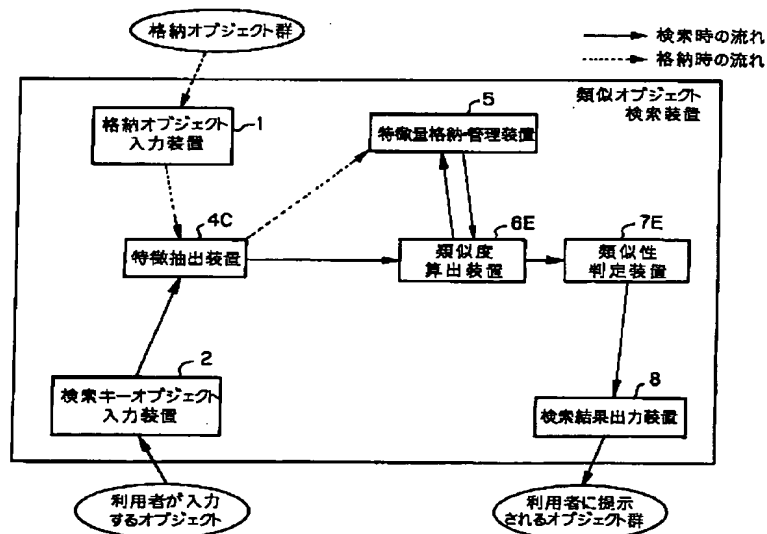 格納オブジェクト群
検索時の流れ
格納時の流れ
類似オブジェクト
検索装置
格納オブジェクト
入力装置
1
5
特徴量格納・管理装置
4C
特徴抽出装置
6E
類似度
算出装置
7E
類似性
判定装置
2
検索キーオブジェクト
入力装置
8
検索結果出力装置
利用者が入力
するオブジェクト
利用者に提示
されるオブジェクト群